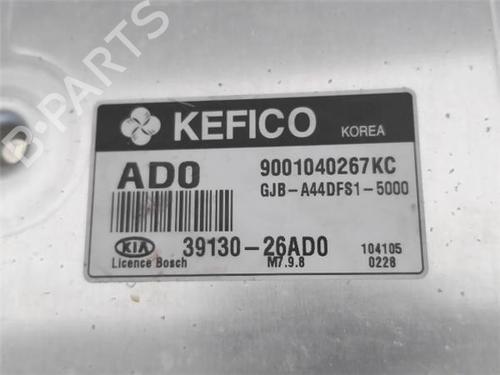 KEFICO KOREA
AD0 9001040267KC
GJB-A44DFS1-5000
KIA 39130-26AD0 104105
Licence Bosch M7.9.8 0228
B-PARTS